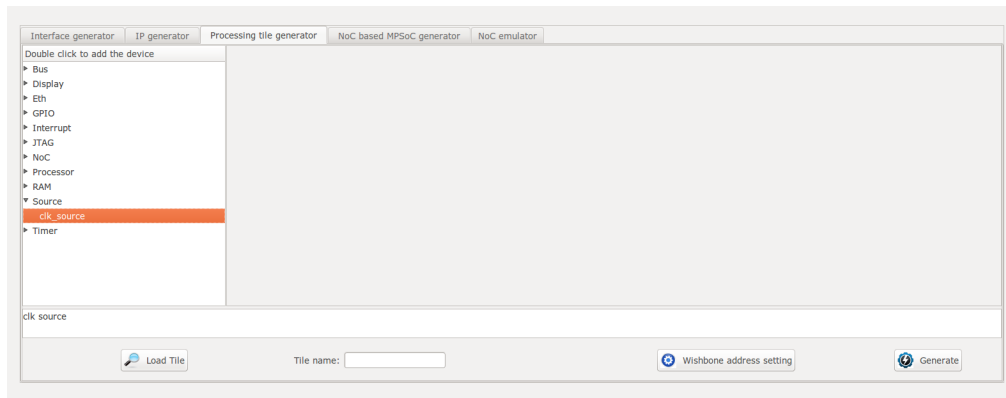 Interface generator IP generator Processing tile generator NoC based MPSoC generator NoC emulator
Double click to add the device
Bus
Display
Eth
GPIO
Interrupt
JTAG
NoC
Processor
RAM
Source
clk_source
Timer
clk source
Load Tile Tile name: Wishbone address setting Generate